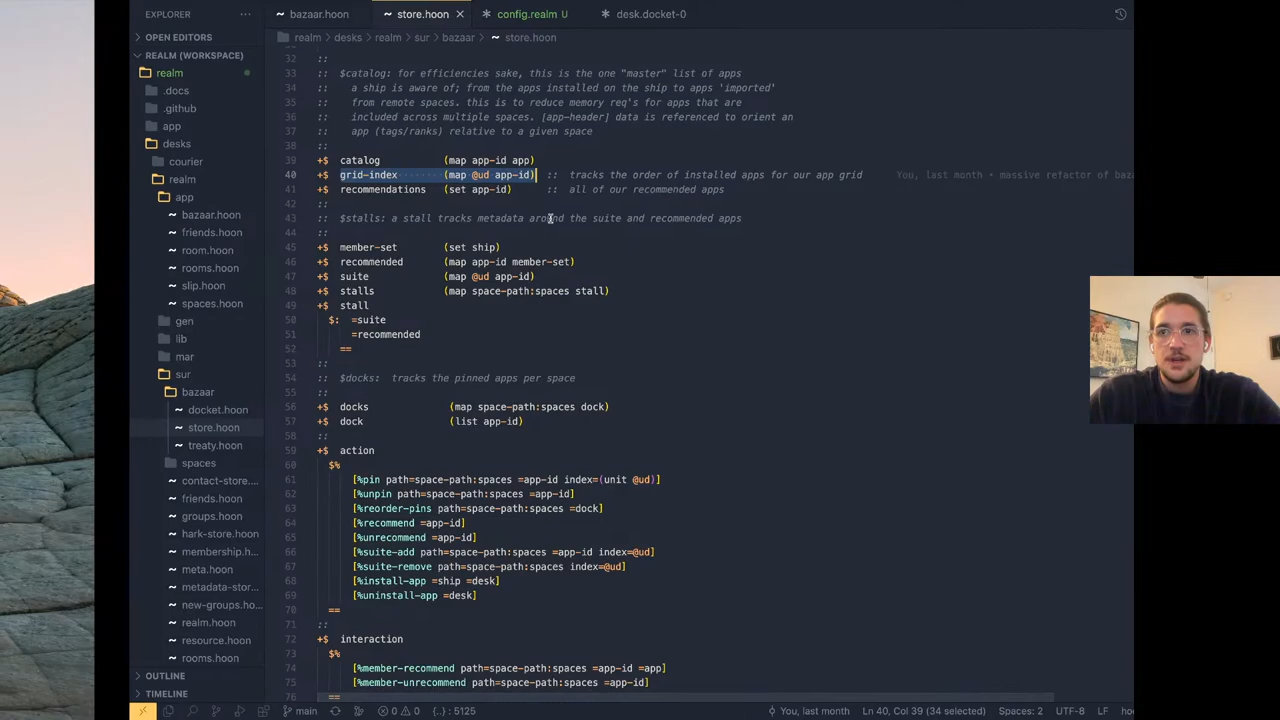 EXPLORER ···
bazaar.hoon store.hoon × config.realm U desk.docket-0
OPEN EDITORS
realm › desks › realm › sur › bazaar › store.hoon
REALM (WORKSPACE)
realm
.docs
.github
app
desks
courier
realm
app
bazaar.hoon
friends.hoon
room.hoon
rooms.hoon
slip.hoon
spaces.hoon
gen
lib
mar
sur
bazaar
docket.hoon
store.hoon
treaty.hoon
spaces
contact-store....
friends.hoon
groups.hoon
hark-store.hoon
membership.h...
meta.hoon
metadata-stor...
new-groups.ho...
realm.hoon
resource.hoon
rooms.hoon
OUTLINE
TIMELINE
32 ::
33 :: $catalog: for efficiencies sake, this is the one "master" list of apps
34 :: a ship is aware of; from the apps installed on the ship to apps 'imported'
35 :: from remote spaces. this is to reduce memory req's for apps that are
36 :: included across multiple spaces. [app-header] data is referenced to orient an
37 :: app (tags/ranks) relative to a given space
38 ::
39 +$ catalog (map app-id app)
40 +$ grid-index (map @ud app-id) :: tracks the order of installed apps for our app grid You, last month • massive refactor of baza
41 +$ recommendations (set app-id) :: all of our recommended apps
42 ::
43 :: $stalls: a stall tracks metadata around the suite and recommended apps
44 ::
45 +$ member-set (set ship)
46 +$ recommended (map app-id member-set)
47 +$ suite (map @ud app-id)
48 +$ stalls (map space-path:spaces stall)
49 +$ stall
50 $: =suite
51 =recommended
52 ==
53 ::
54 :: $docks: tracks the pinned apps per space
55 ::
56 +$ docks (map space-path:spaces dock)
57 +$ dock (list app-id)
58 ::
59 +$ action
60 $%
61 [%pin path=space-path:spaces =app-id index=(unit @ud)]
62 [%unpin path=space-path:spaces =app-id]
63 [%reorder-pins path=space-path:spaces =dock]
64 [%recommend =app-id]
65 [%unrecommend =app-id]
66 [%suite-add path=space-path:spaces =app-id index=@ud]
67 [%suite-remove path=space-path:spaces index=@ud]
68 [%install-app =ship =desk]
69 [%uninstall-app =desk]
70 ==
71 ::
72 +$ interaction
73 $%
74 [%member-recommend path=space-path:spaces =app-id =app]
75 [%member-unrecommend path=space-path:spaces =app-id]
76 ==
main 0 0 {..} : 5125 You, last month Ln 40, Col 39 (34 selected) Spaces: 2 UTF-8 LF hoo